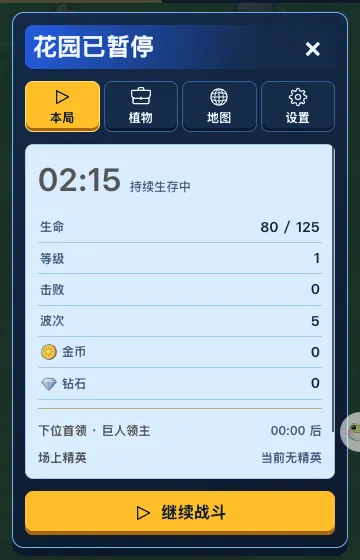 花园已暂停
×
本局 植物 地图 设置
02:15 持续生存中
生命 80 / 125
等级 1
击败 0
波次 5
金币 0
钻石 0
下位首领 · 巨人领主 00:00 后
场上精英 当前无精英
继续战斗